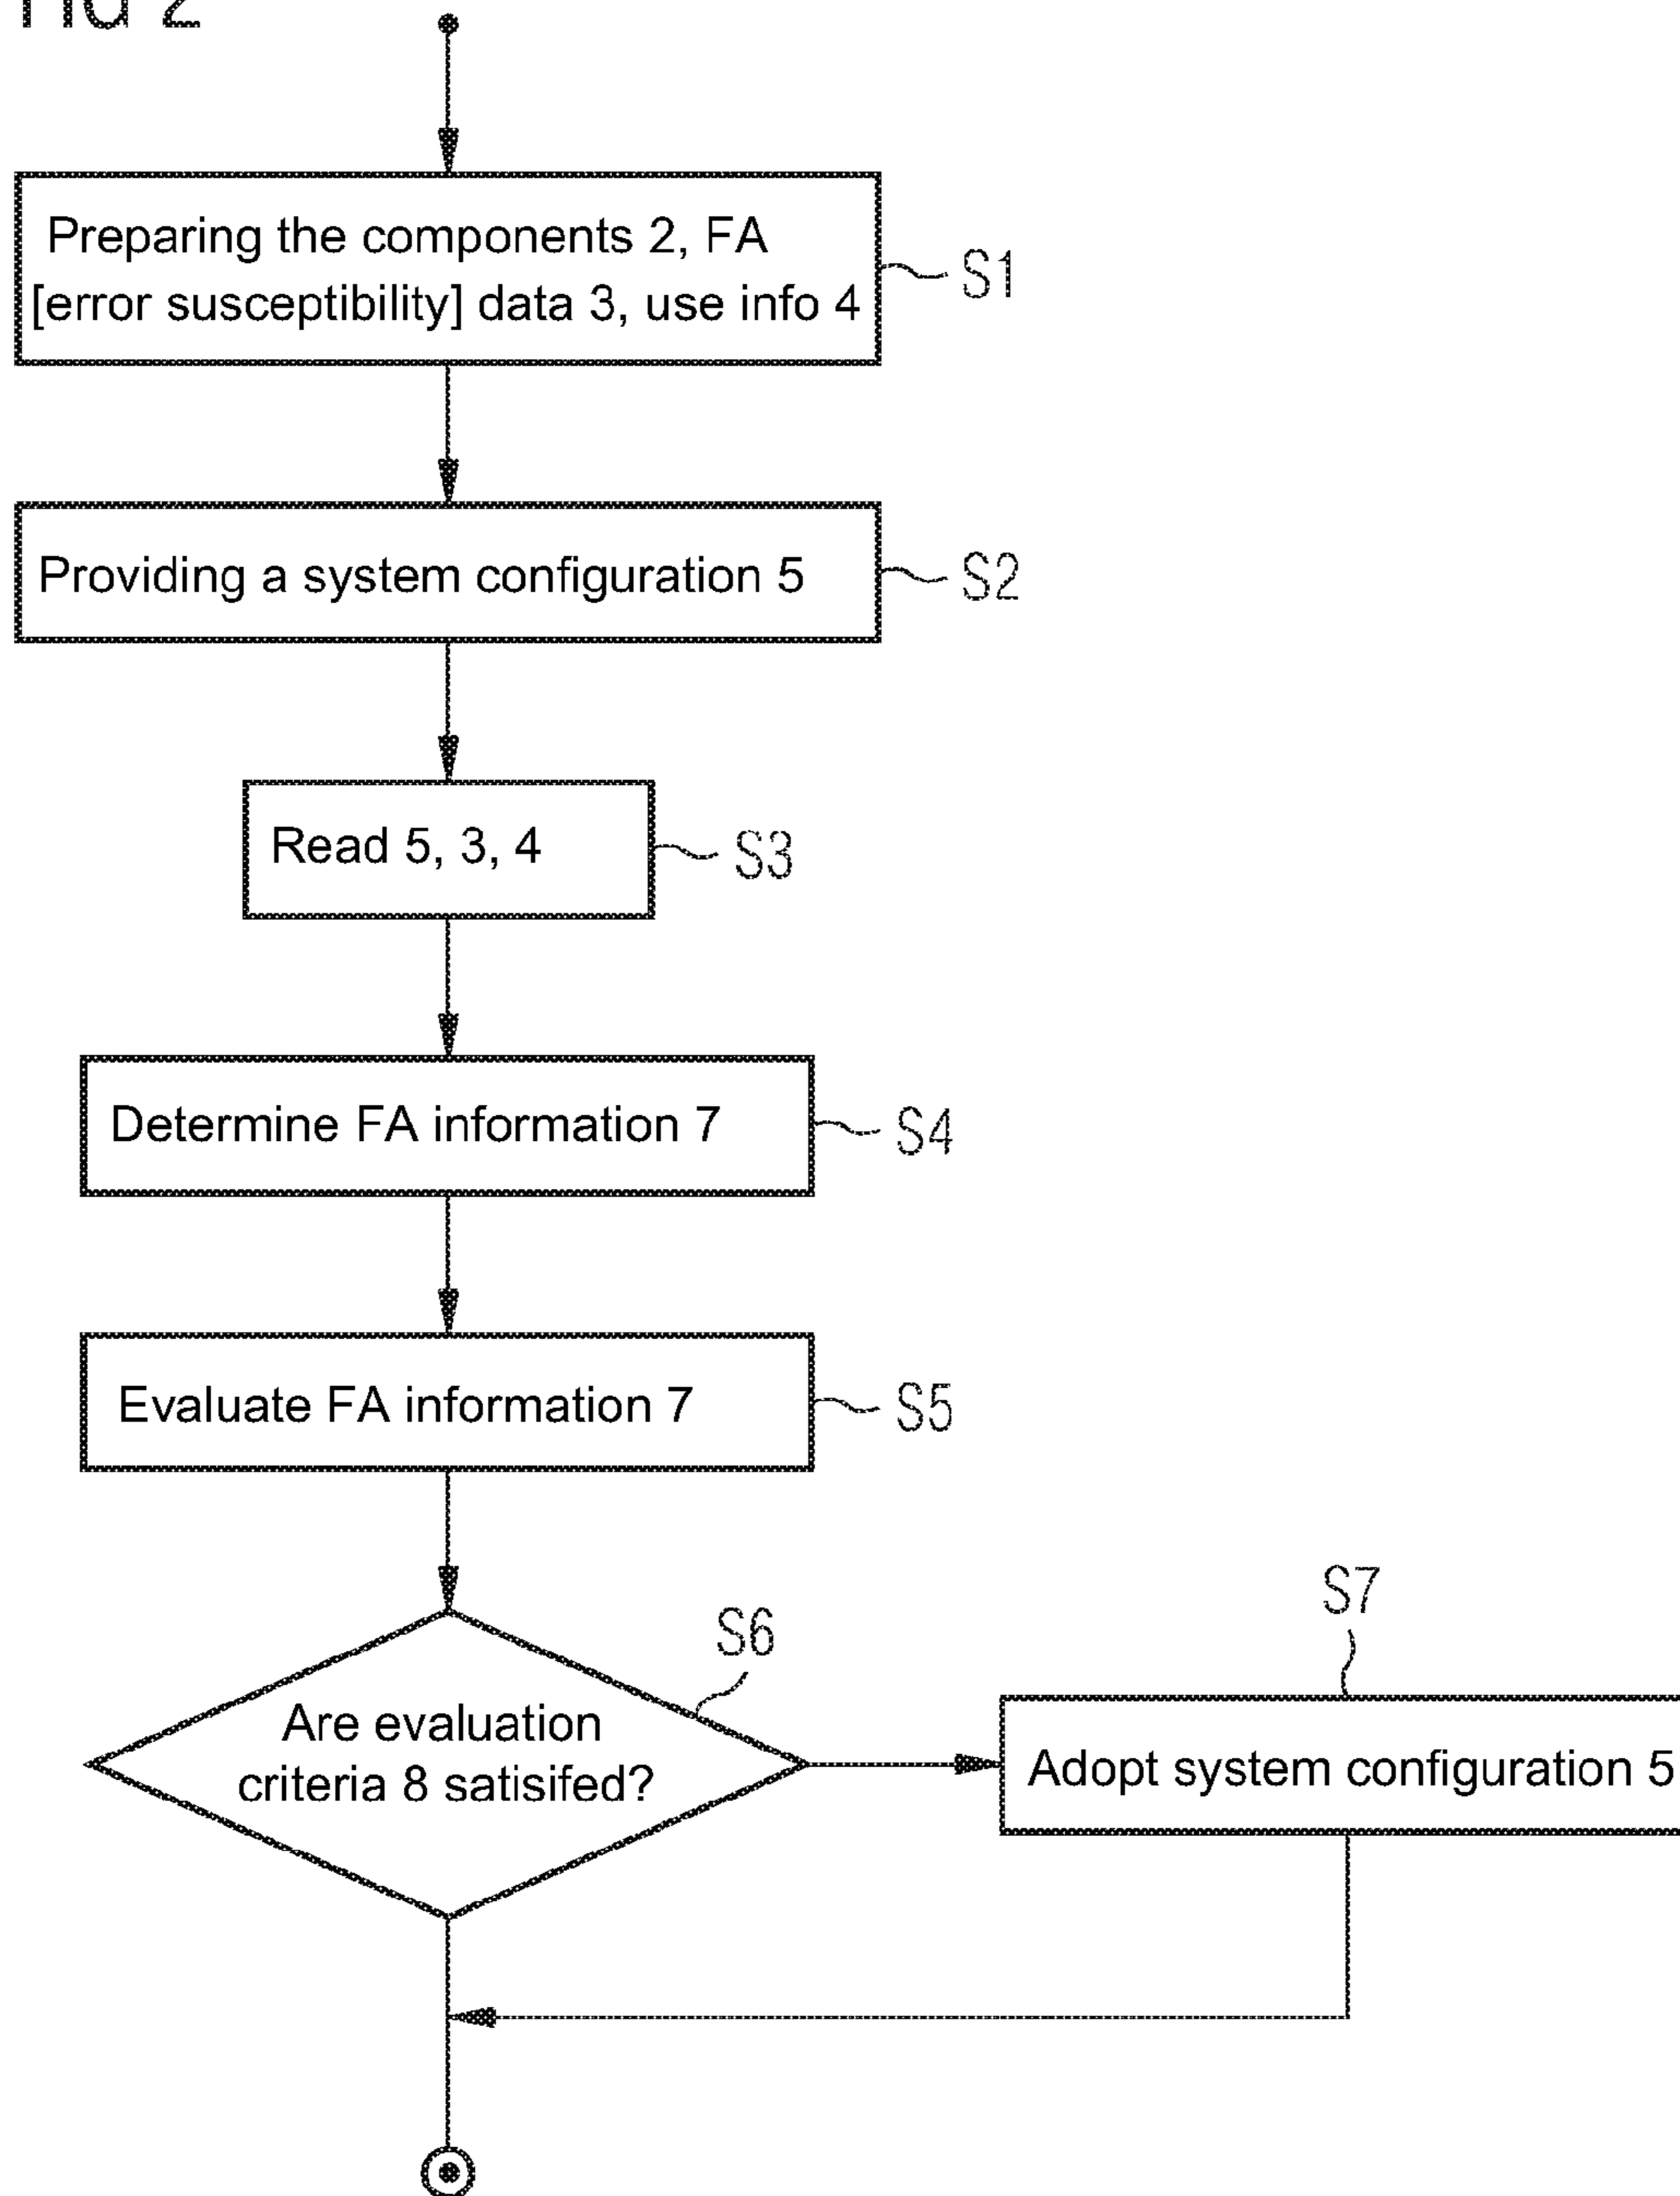 FIG 2
Preparing the components 2, FA
[error susceptibility] data 3, use info 4
S1
Providing a system configuration 5
S2
Read 5, 3, 4
S3
Determine FA information 7
S4
Evaluate FA information 7
S5
Are evaluation
criteria 8 satisifed?
S6
S7
Adopt system configuration 5